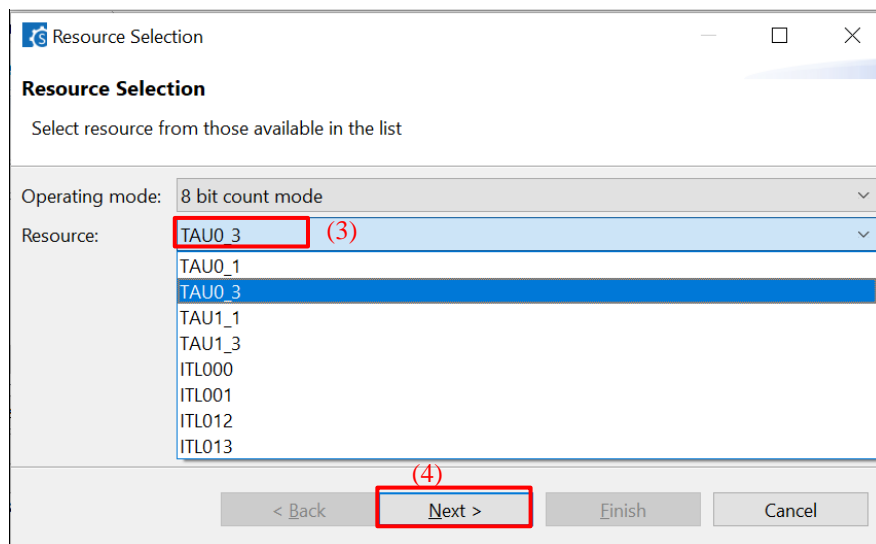 Resource Selection
Resource Selection
Select resource from those available in the list
Operating mode: 8 bit count mode
Resource: TAU0_3 (3)
TAU0_1
TAU0_3
TAU1_1
TAU1_3
ITL000
ITL001
ITL012
ITL013
(4)
< Back Next > Finish Cancel